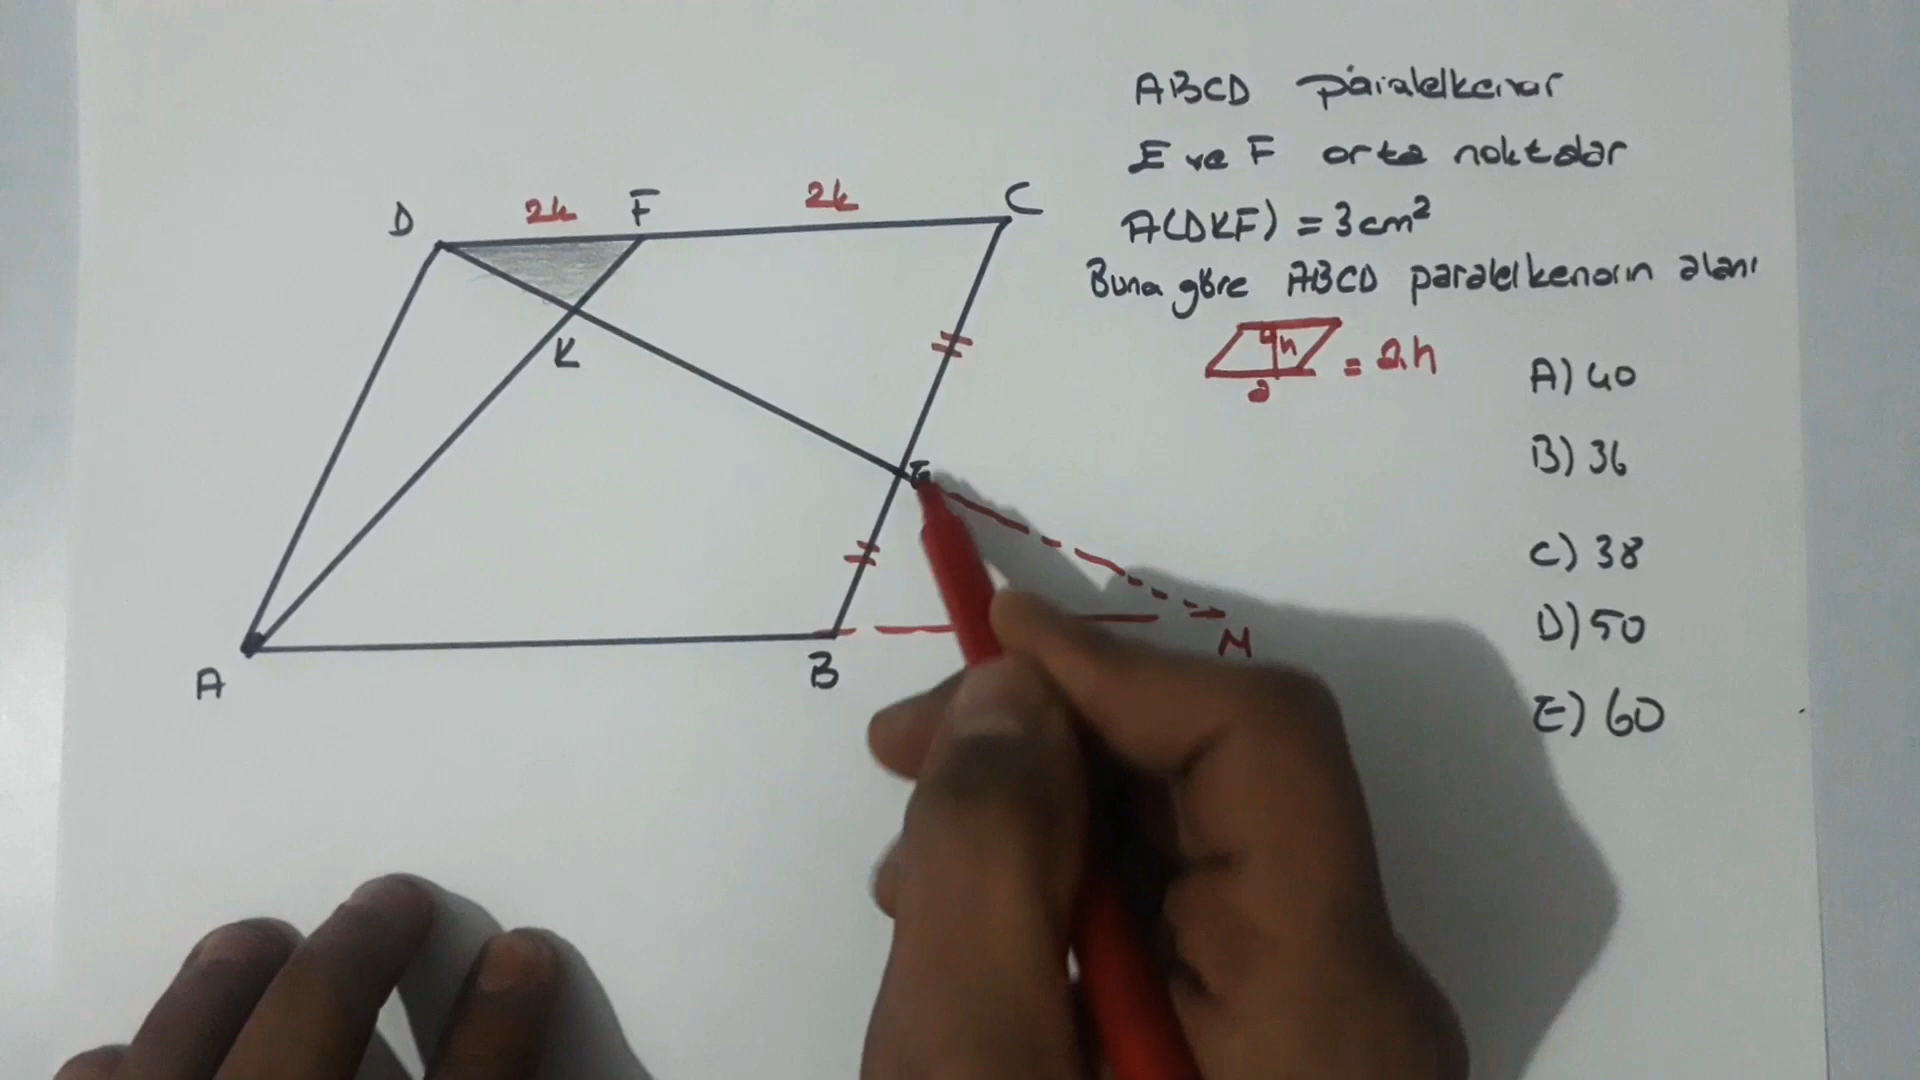 ABCD paralelkenar
E ve F orta noktalar
A(DKF) = 3cm²
Buna göre ABCD paralelkenarın alanı
h
a
= a.h
A) 40
B) 36
C) 38
D) 50
E) 60
D
2k
F
2k
C
K
E
A
B
M